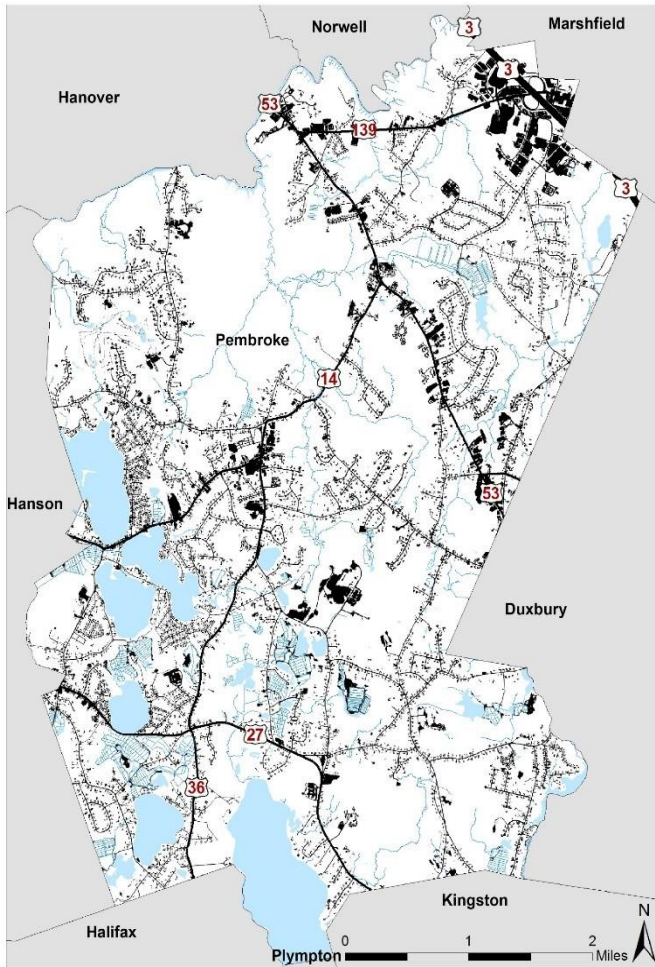 Norwell
Marshfield
3
3
Hanover
53
139
3
Pembroke
14
Hanson
53
Duxbury
27
36
Kingston
N
Halifax
Plympton
0 1 2
Miles